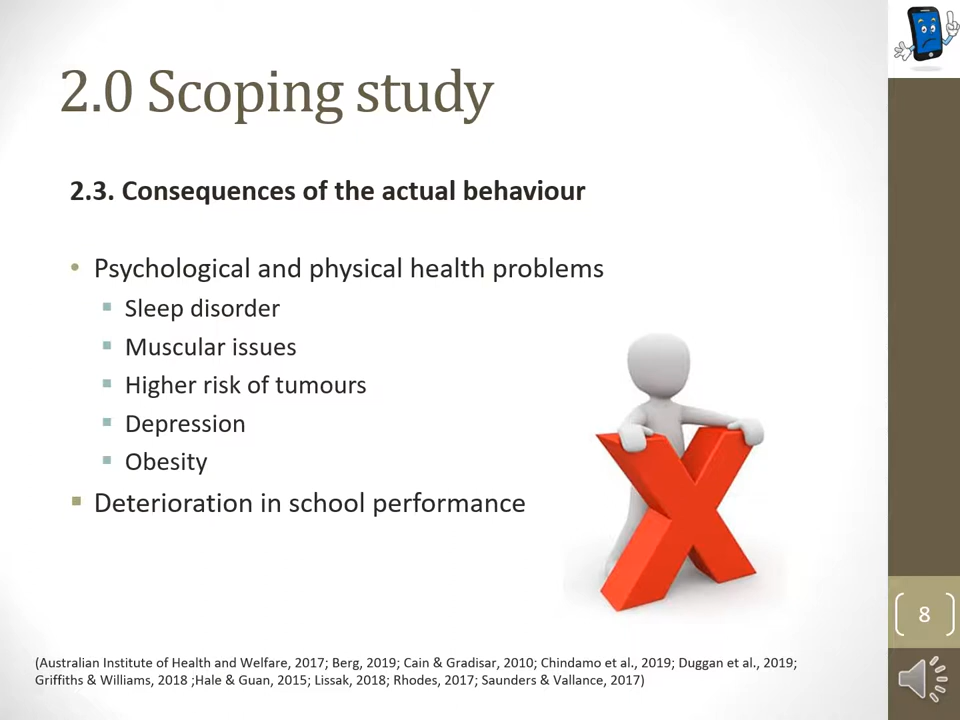 2.0 Scoping study
2.3. Consequences of the actual behaviour
• Psychological and physical health problems
▪ Sleep disorder
▪ Muscular issues
▪ Higher risk of tumours
▪ Depression
▪ Obesity
▪ Deterioration in school performance
8
(Australian Institute of Health and Welfare, 2017; Berg, 2019; Cain & Gradisar, 2010; Chindamo et al., 2019; Duggan et al., 2019;
Griffiths & Williams, 2018 ;Hale & Guan, 2015; Lissak, 2018; Rhodes, 2017; Saunders & Vallance, 2017)